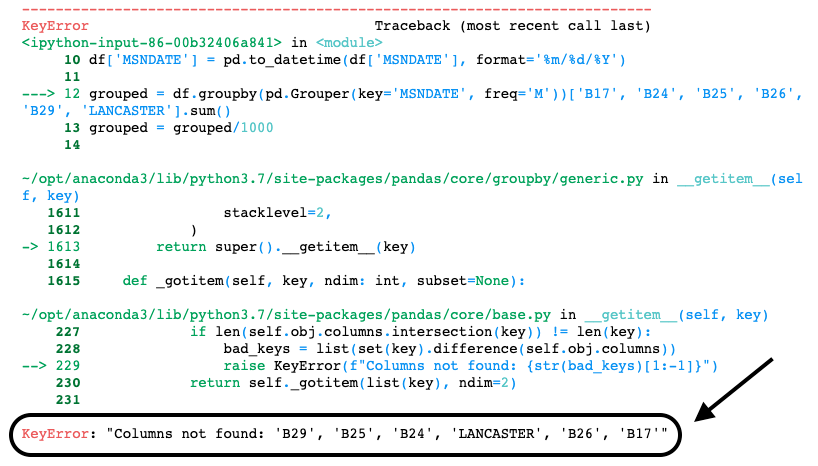 ---------------------------------------------------------------------------
KeyError                                  Traceback (most recent call last)
<ipython-input-86-00b32406a841> in <module>
     10 df['MSNDATE'] = pd.to_datetime(df['MSNDATE'], format='%m/%d/%Y')
     11
---> 12 grouped = df.groupby(pd.Grouper(key='MSNDATE', freq='M'))['B17', 'B24', 'B25', 'B26',
'B29', 'LANCASTER'].sum()
     13 grouped = grouped/1000
     14
~/opt/anaconda3/lib/python3.7/site-packages/pandas/core/groupby/generic.py in __getitem__(sel
f, key)
   1611                 stacklevel=2,
   1612             )
-> 1613         return super().__getitem__(key)
   1614
   1615     def _gotitem(self, key, ndim: int, subset=None):
~/opt/anaconda3/lib/python3.7/site-packages/pandas/core/base.py in __getitem__(self, key)
    227             if len(self.obj.columns.intersection(key)) != len(key):
    228                 bad_keys = list(set(key).difference(self.obj.columns))
--> 229                 raise KeyError(f"Columns not found: {str(bad_keys)[1:-1]}")
    230             return self._gotitem(list(key), ndim=2)
    231
KeyError: "Columns not found: 'B29', 'B25', 'B24', 'LANCASTER', 'B26', 'B17'"